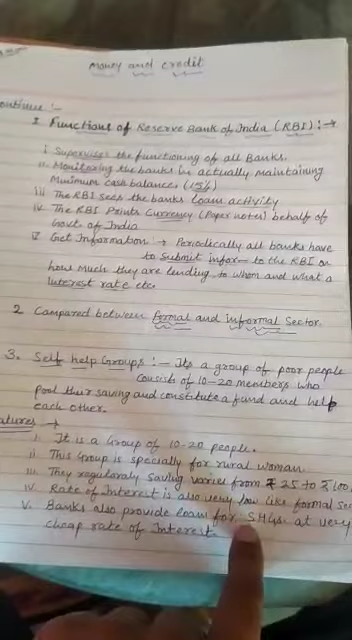 Money and credit
ontinue :-
I Functions of Reserve Bank of India (RBI) :→
i Supervises the functioning of all Banks.
ii Monitoring the banks in actually maintaining
Minimum cash balances (15%)
iii The RBI sees the banks loam activity
iv. The RBI Prints Currency (Paper notes) behalf of
Govt. of India
V Get Information → Periodically all banks have
to submit infor→ to the RBI on
how much they are lending, to whom and what a
interest rate etc.
2 Compared between Formal and Informal Sector.
3. Self help Groups :- Its a group of poor people
consists of 10-20 members who
pool their saving and constitute a fund and help
each other.
atures →
i. It is a Group of 10-20 people.
ii This Group is specially for rural woman.
iii They regularaly saving varies from ₹ 25 to ₹ 100
iv. Rate of Interest is also very low like formal Sec
V. Banks also provide loam for SHGs at very
cheap rate of Interest.